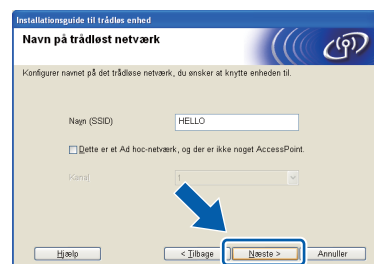 Installationsguide til trådløs enhed
Navn på trådløst netværk
Konfigurer navnet på det trådløse netværk, du ønsker at knytte enheden til.
Navn (SSID)
HELLO
Dette er et Ad hoc-netværk, og der er ikke noget AccessPoint.
Kanal
1
Hjælp
< Tilbage
Næste >
Annuller